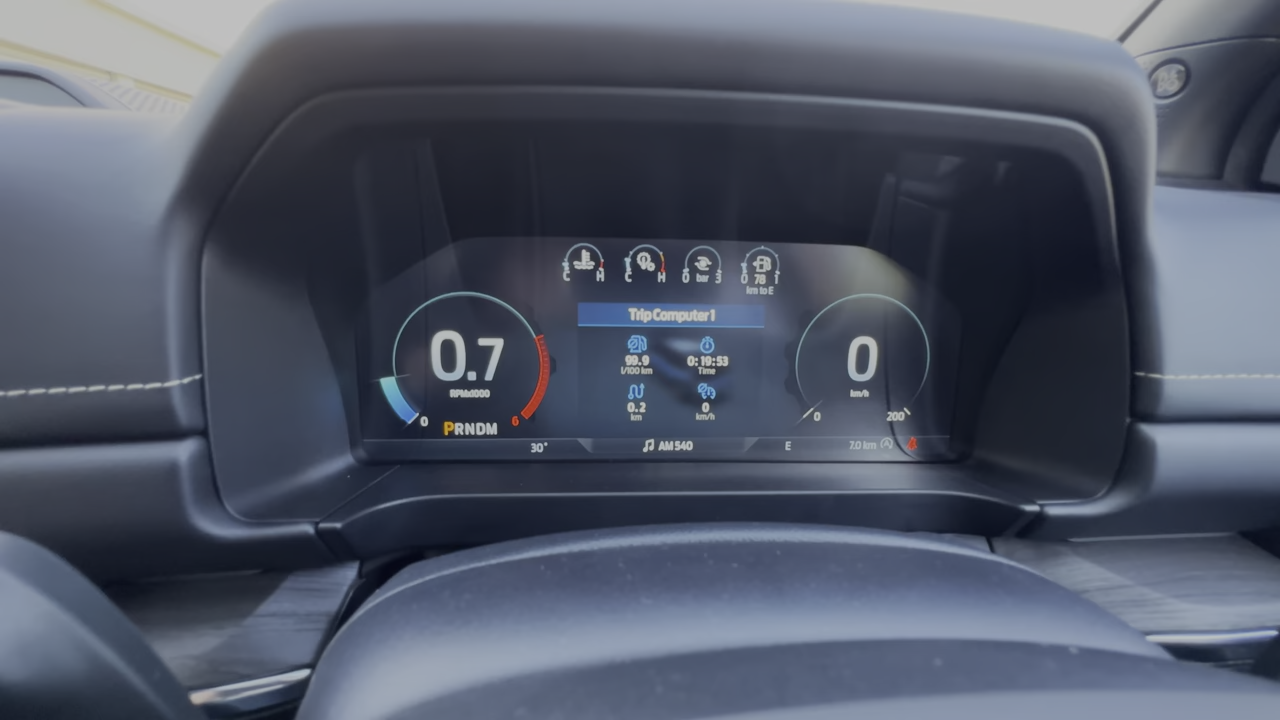 C H
C H
0 bar 3
0 78 1
km to E
Trip Computer 1
0.7
RPMx1000
0 6
PRNDM
99.9
l/100 km
0:19:53
Time
0.2
km
0
km/h
0
km/h
0 200
30°
AM 540
E
7.0 km